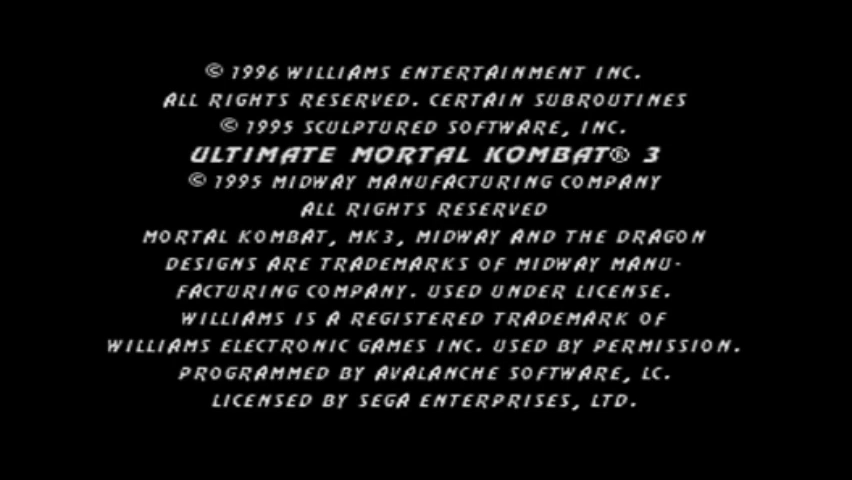 © 1996 WILLIAMS ENTERTAINMENT INC.
ALL RIGHTS RESERVED. CERTAIN SUBROUTINES
© 1995 SCULPTURED SOFTWARE, INC.
ULTIMATE MORTAL KOMBAT® 3
© 1995 MIDWAY MANUFACTURING COMPANY
ALL RIGHTS RESERVED
MORTAL KOMBAT, MK3, MIDWAY AND THE DRAGON
DESIGNS ARE TRADEMARKS OF MIDWAY MANU-
FACTURING COMPANY. USED UNDER LICENSE.
WILLIAMS IS A REGISTERED TRADEMARK OF
WILLIAMS ELECTRONIC GAMES INC. USED BY PERMISSION.
PROGRAMMED BY AVALANCHE SOFTWARE, LC.
LICENSED BY SEGA ENTERPRISES, LTD.